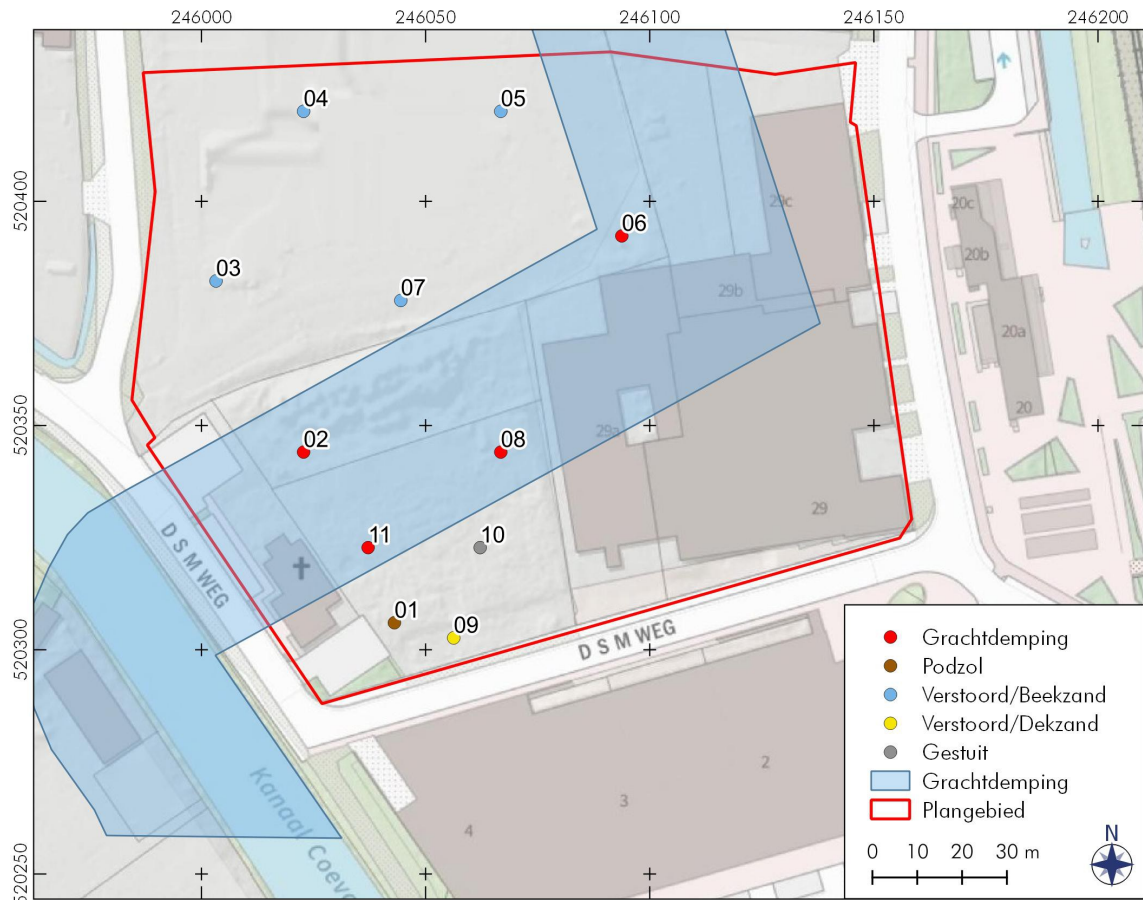 246000 246050 246100 246150 246200
04 05
520400
29c 20c
06
20b
03 07
29b
20a
520350
20
02 08 29a
29
D S M WEG
11 10
✝
01 09
520300
D S M WEG
Grachtdemping
Podzol
Verstoord/Beekzand
Verstoord/Dekzand
Gestuit
Grachtdemping
Plangebied
2
3
4
Kanaal Coevo
N
0 10 20 30 m
520250